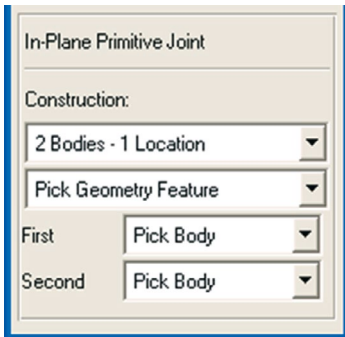 In-Plane Primitive Joint
Construction:
2 Bodies - 1 Location
Pick Geometry Feature
First Pick Body
Second Pick Body